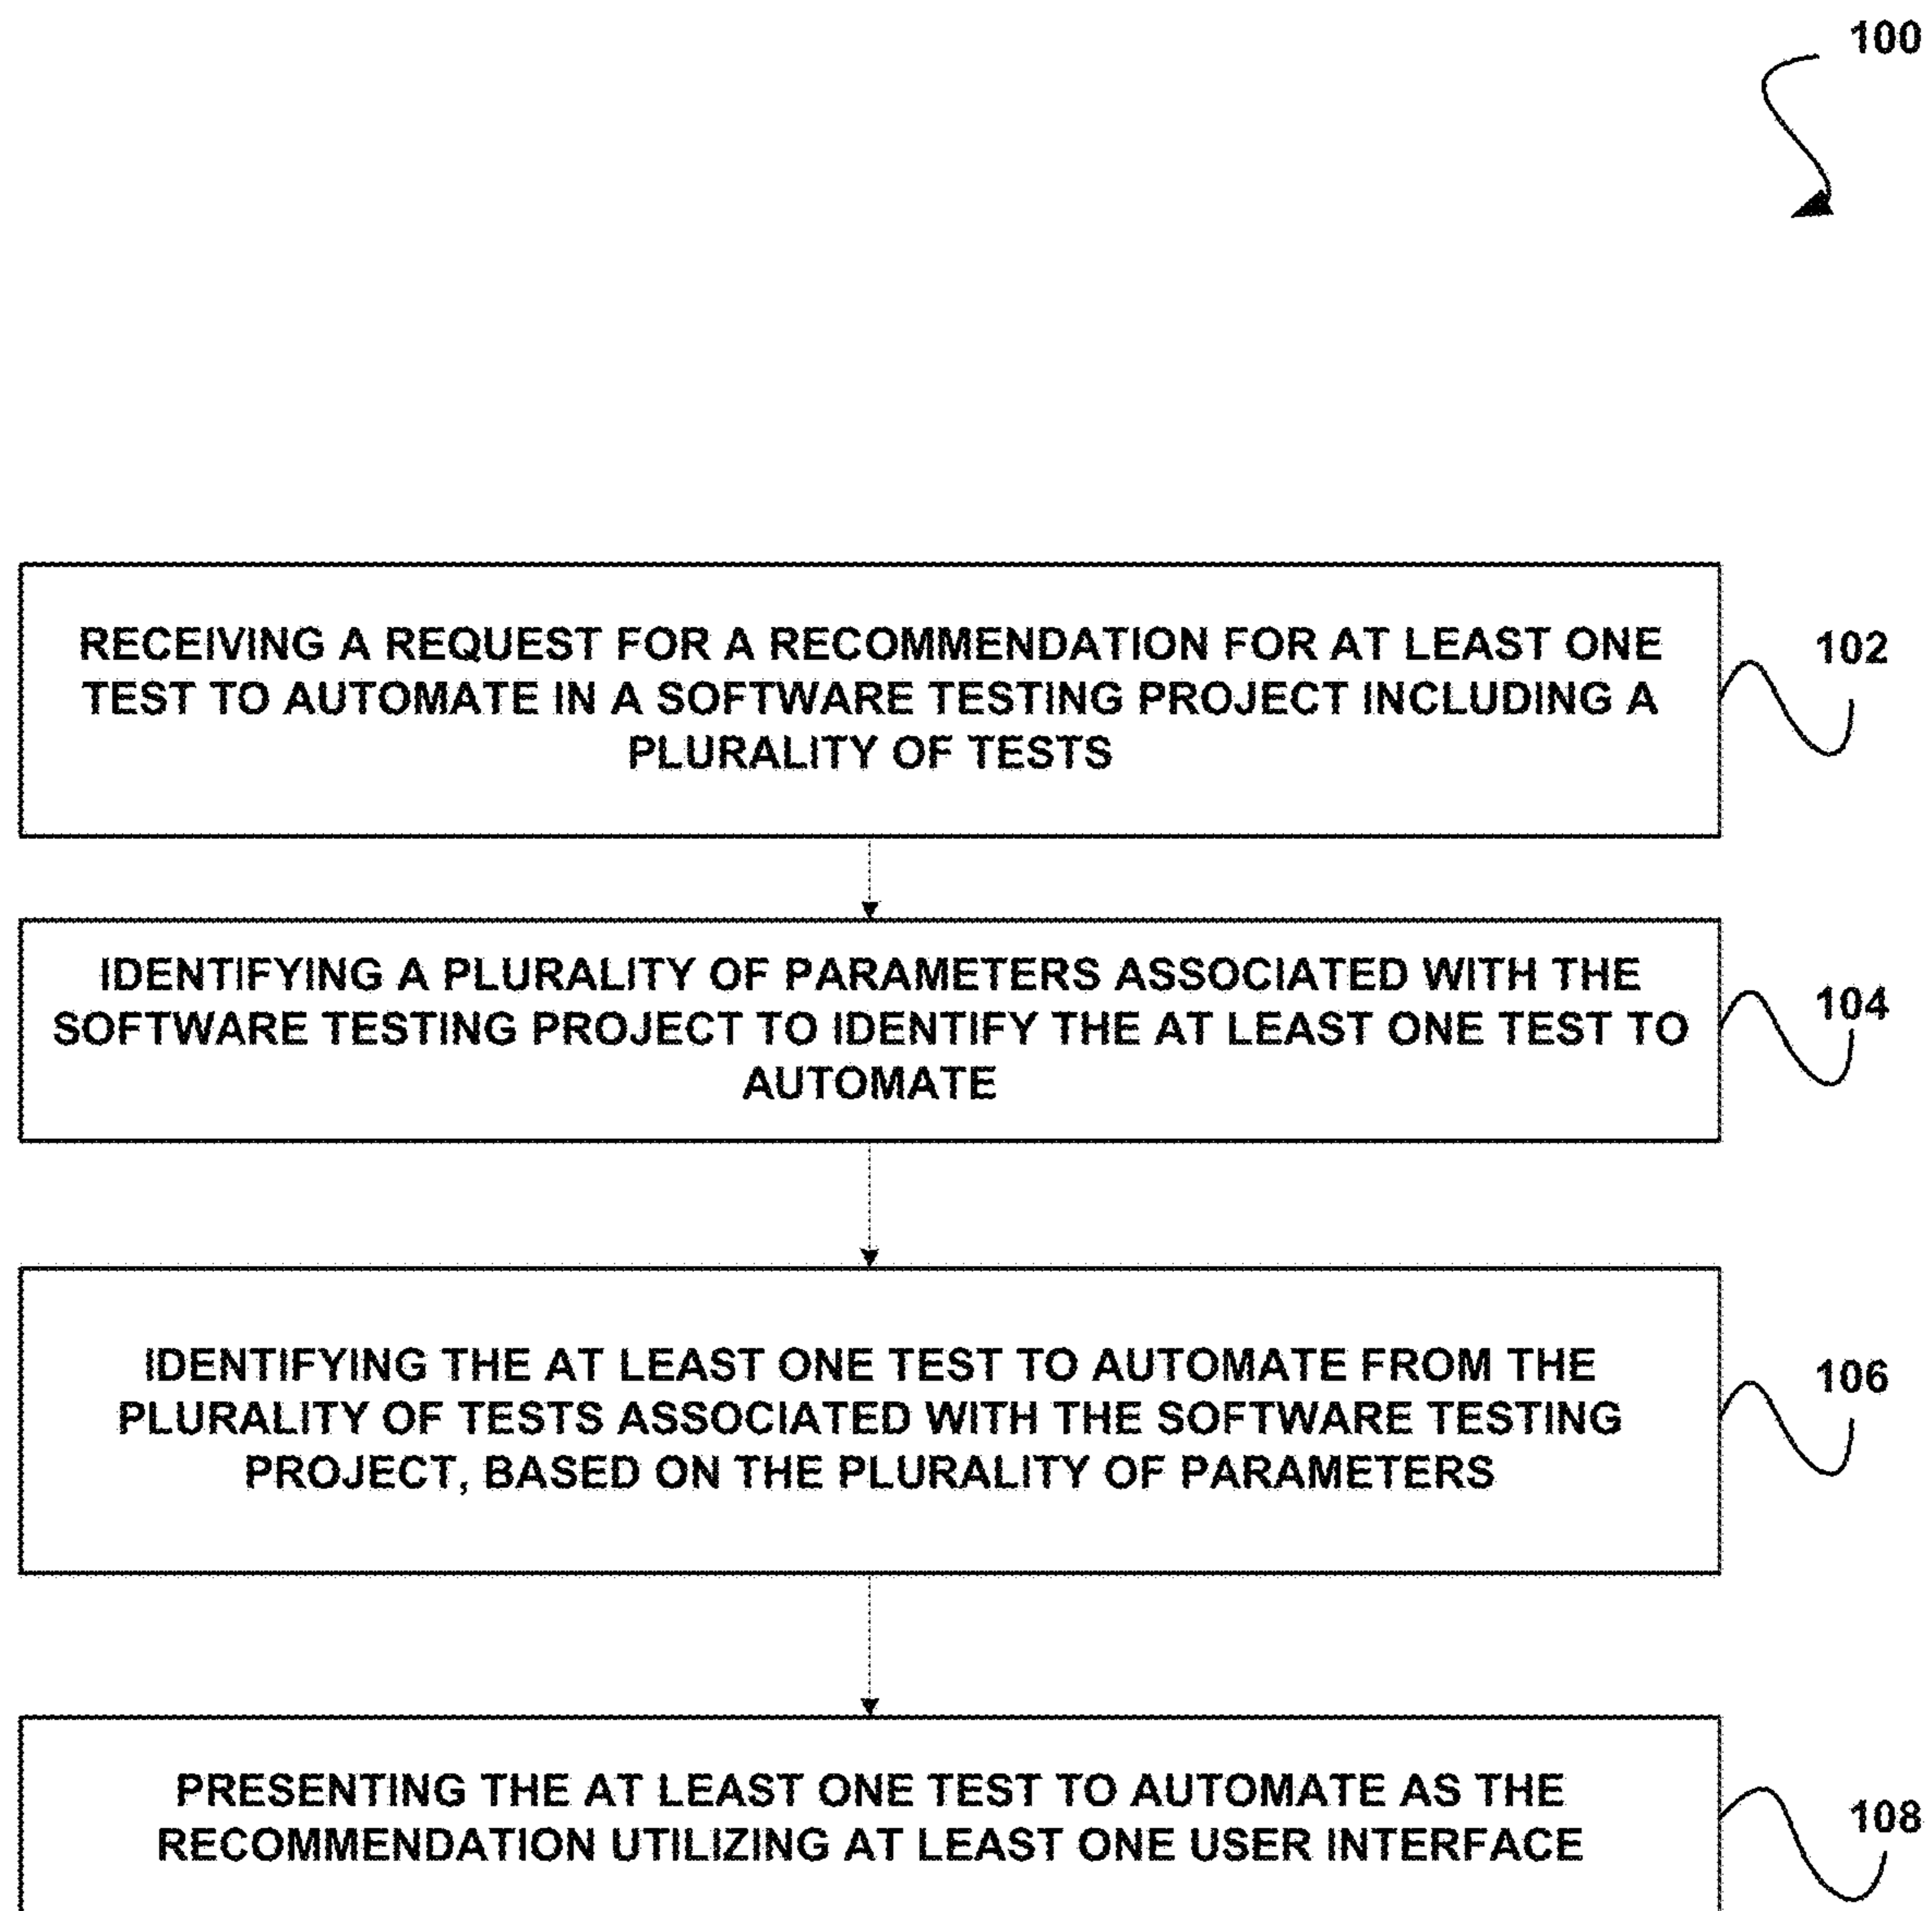 100
RECEIVING A REQUEST FOR A RECOMMENDATION FOR AT LEAST ONE
TEST TO AUTOMATE IN A SOFTWARE TESTING PROJECT INCLUDING A
PLURALITY OF TESTS
102
IDENTIFYING A PLURALITY OF PARAMETERS ASSOCIATED WITH THE
SOFTWARE TESTING PROJECT TO IDENTIFY THE AT LEAST ONE TEST TO
AUTOMATE
104
IDENTIFYING THE AT LEAST ONE TEST TO AUTOMATE FROM THE
PLURALITY OF TESTS ASSOCIATED WITH THE SOFTWARE TESTING
PROJECT, BASED ON THE PLURALITY OF PARAMETERS
106
PRESENTING THE AT LEAST ONE TEST TO AUTOMATE AS THE
RECOMMENDATION UTILIZING AT LEAST ONE USER INTERFACE
108